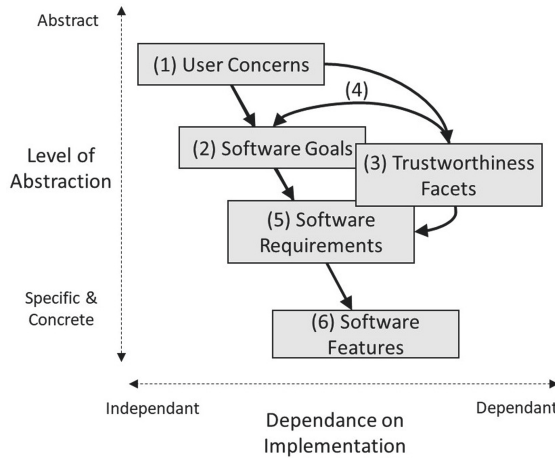 Abstract
(1) User Concerns
(4)
(2) Software Goals
(3) Trustworthiness
Facets
Level of
Abstraction
(5) Software
Requirements
Specific &
Concrete
(6) Software
Features
Independant
Dependant
Dependance on
Implementation